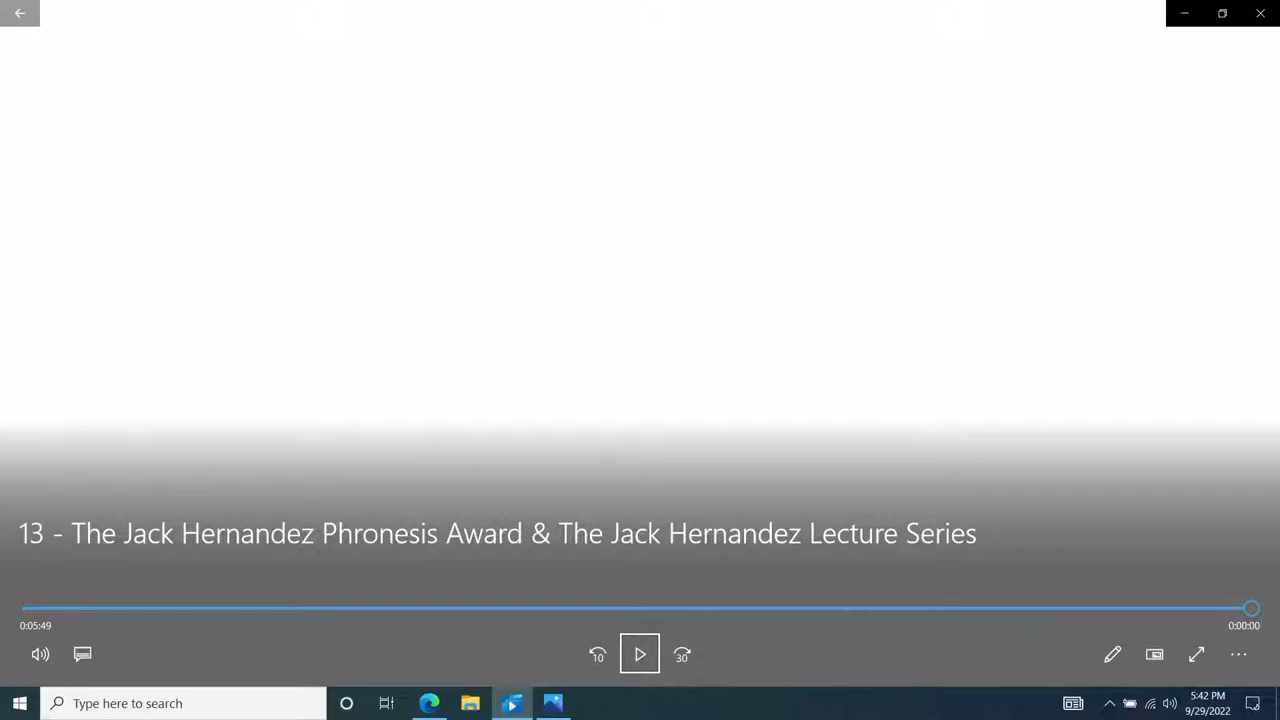 13 - The Jack Hernandez Phronesis Award & The Jack Hernandez Lecture Series
0:05:49
0:00:00
10
30
Type here to search
5:42 PM
9/29/2022